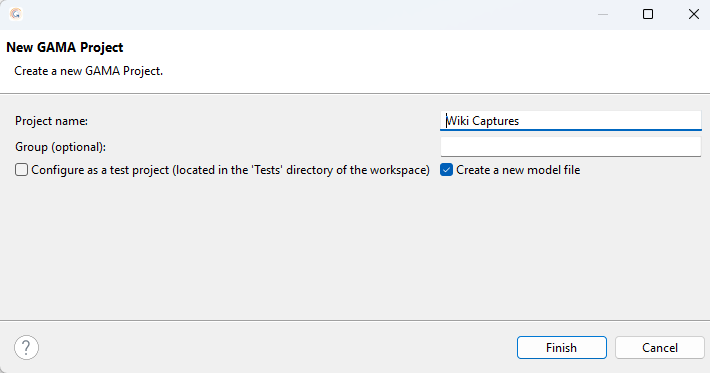 New GAMA Project
Create a new GAMA Project.
Project name: Wiki Captures
Group (optional):
Configure as a test project (located in the 'Tests' directory of the workspace) Create a new model file
? Finish Cancel